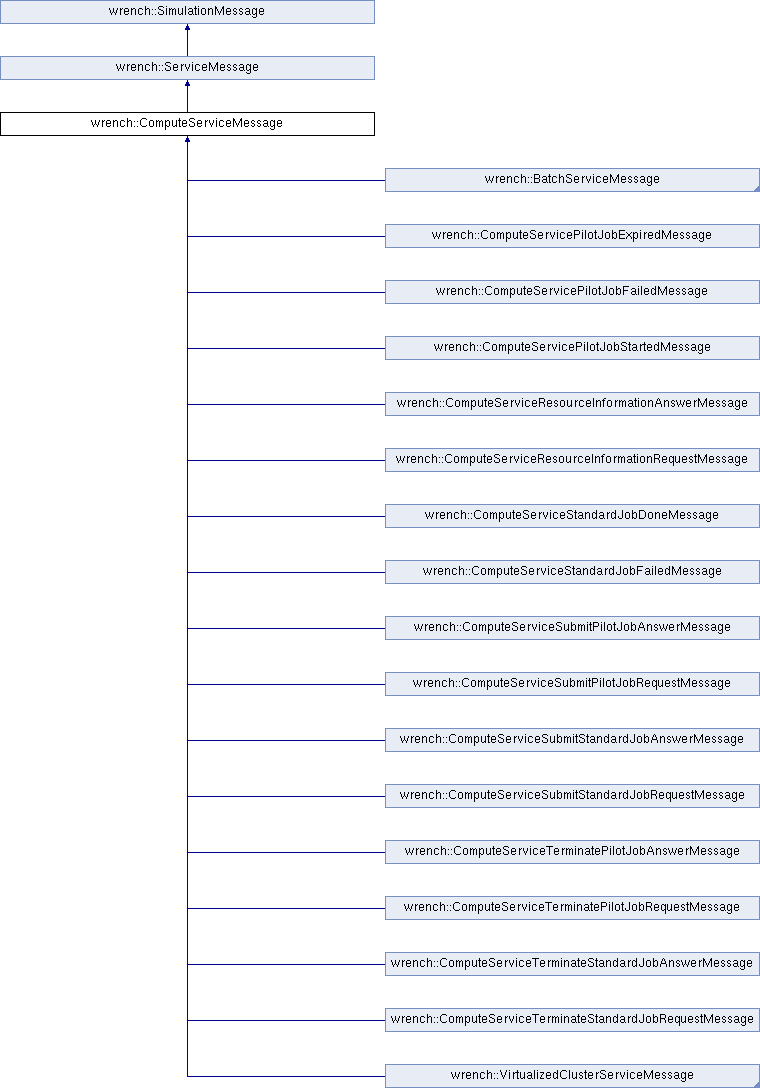 wrench::SimulationMessage
wrench::ServiceMessage
wrench::ComputeServiceMessage
wrench::BatchServiceMessage
wrench::ComputeServicePilotJobExpiredMessage
wrench::ComputeServicePilotJobFailedMessage
wrench::ComputeServicePilotJobStartedMessage
wrench::ComputeServiceResourceInformationAnswerMessage
wrench::ComputeServiceResourceInformationRequestMessage
wrench::ComputeServiceStandardJobDoneMessage
wrench::ComputeServiceStandardJobFailedMessage
wrench::ComputeServiceSubmitPilotJobAnswerMessage
wrench::ComputeServiceSubmitPilotJobRequestMessage
wrench::ComputeServiceSubmitStandardJobAnswerMessage
wrench::ComputeServiceSubmitStandardJobRequestMessage
wrench::ComputeServiceTerminatePilotJobAnswerMessage
wrench::ComputeServiceTerminatePilotJobRequestMessage
wrench::ComputeServiceTerminateStandardJobAnswerMessage
wrench::ComputeServiceTerminateStandardJobRequestMessage
wrench::VirtualizedClusterServiceMessage